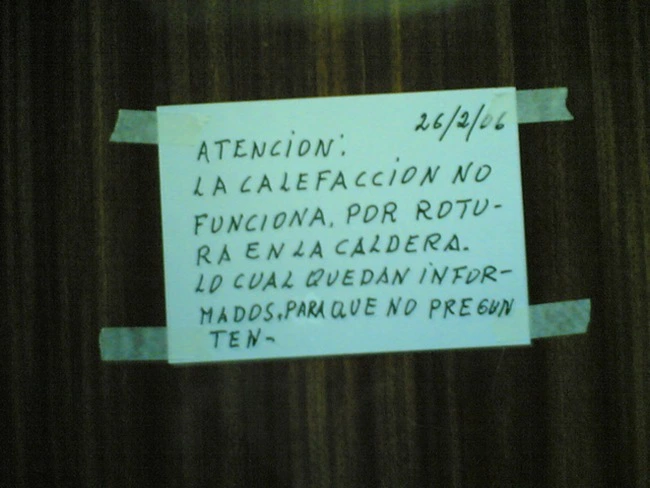 26/2/06
ATENCION:
LA CALEFACCION NO
FUNCIONA, POR ROTU-
RA EN LA CALDERA.
LO CUAL QUEDAN INFOR-
MADOS, PARA QUE NO PREGUN
TEN-